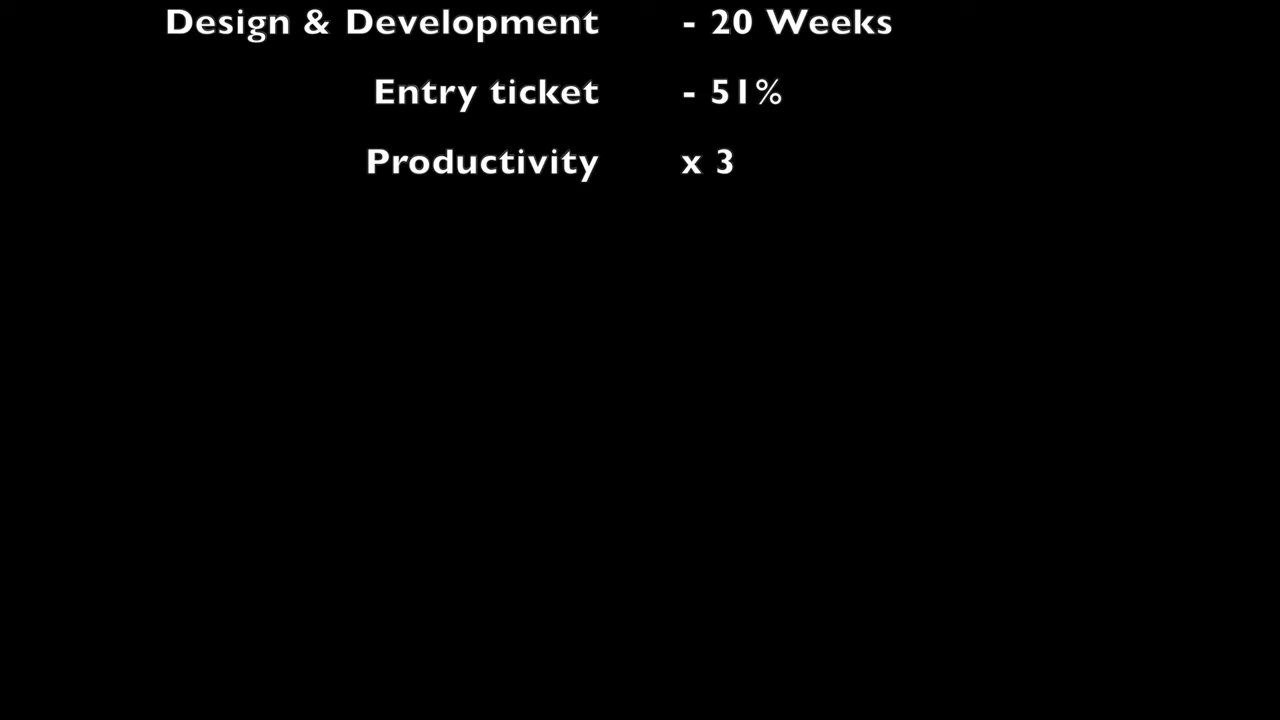 Design & Development - 20 Weeks
Entry ticket - 51%
Productivity x 3